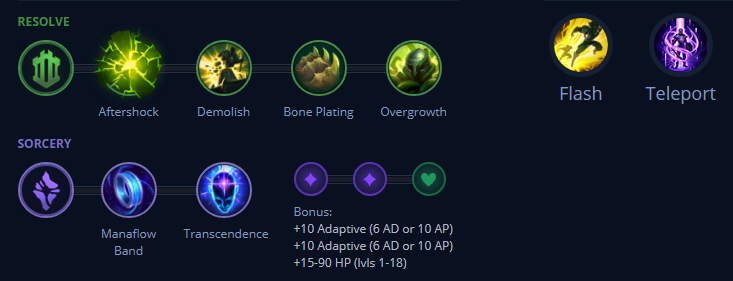 RESOLVE
Aftershock
Demolish
Bone Plating
Overgrowth
Flash
Teleport
SORCERY
Manaflow
Band
Transcendence
Bonus:
+10 Adaptive (6 AD or 10 AP)
+10 Adaptive (6 AD or 10 AP)
+15-90 HP (lvls 1-18)